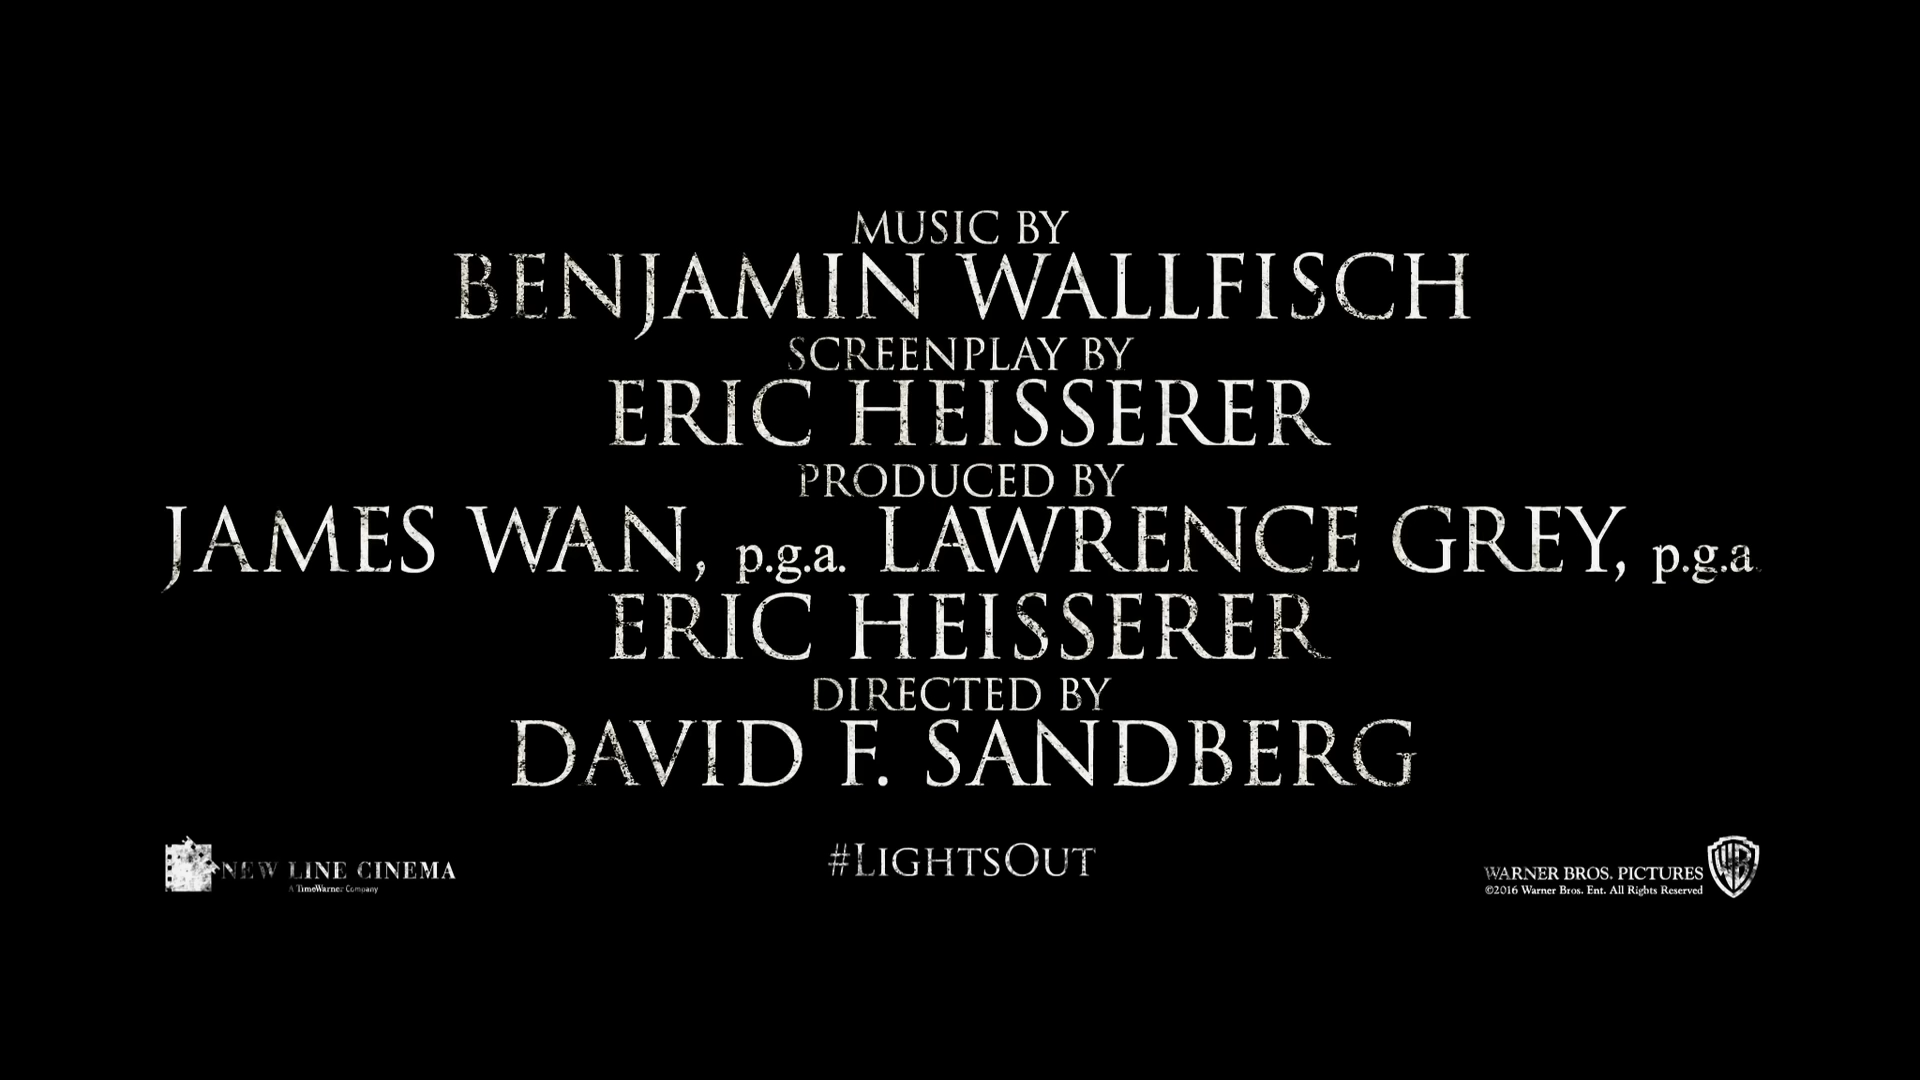 MUSIC BY
BENJAMIN WALLFISCH
SCREENPLAY BY
ERIC HEISSERER
PRODUCED BY
JAMES WAN, p.g.a. LAWRENCE GREY, p.g.a.
ERIC HEISSERER
DIRECTED BY
DAVID F. SANDBERG
NEW LINE CINEMA
A TimeWarner Company
#LIGHTSOUT
WARNER BROS. PICTURES
©2016 Warner Bros. Ent. All Rights Reserved
WB